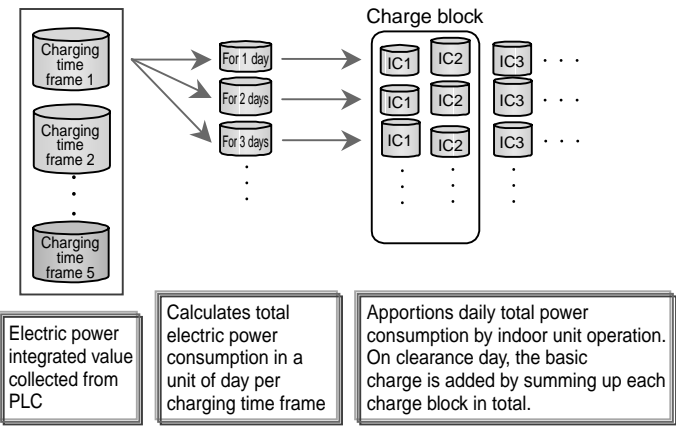 Charge block
Charging
time
frame 1
For 1 day
IC1
IC2
IC3
. . .
Charging
time
frame 2
For 2 days
IC1
IC2
IC3
. . .
For 3 days
IC1
IC2
IC3
. . .
Charging
time
frame 5
Electric power
integrated value
collected from
PLC
Calculates total
electric power
consumption in a
unit of day per
charging time frame
Apportions daily total power
consumption by indoor unit operation.
On clearance day, the basic
charge is added by summing up each
charge block in total.